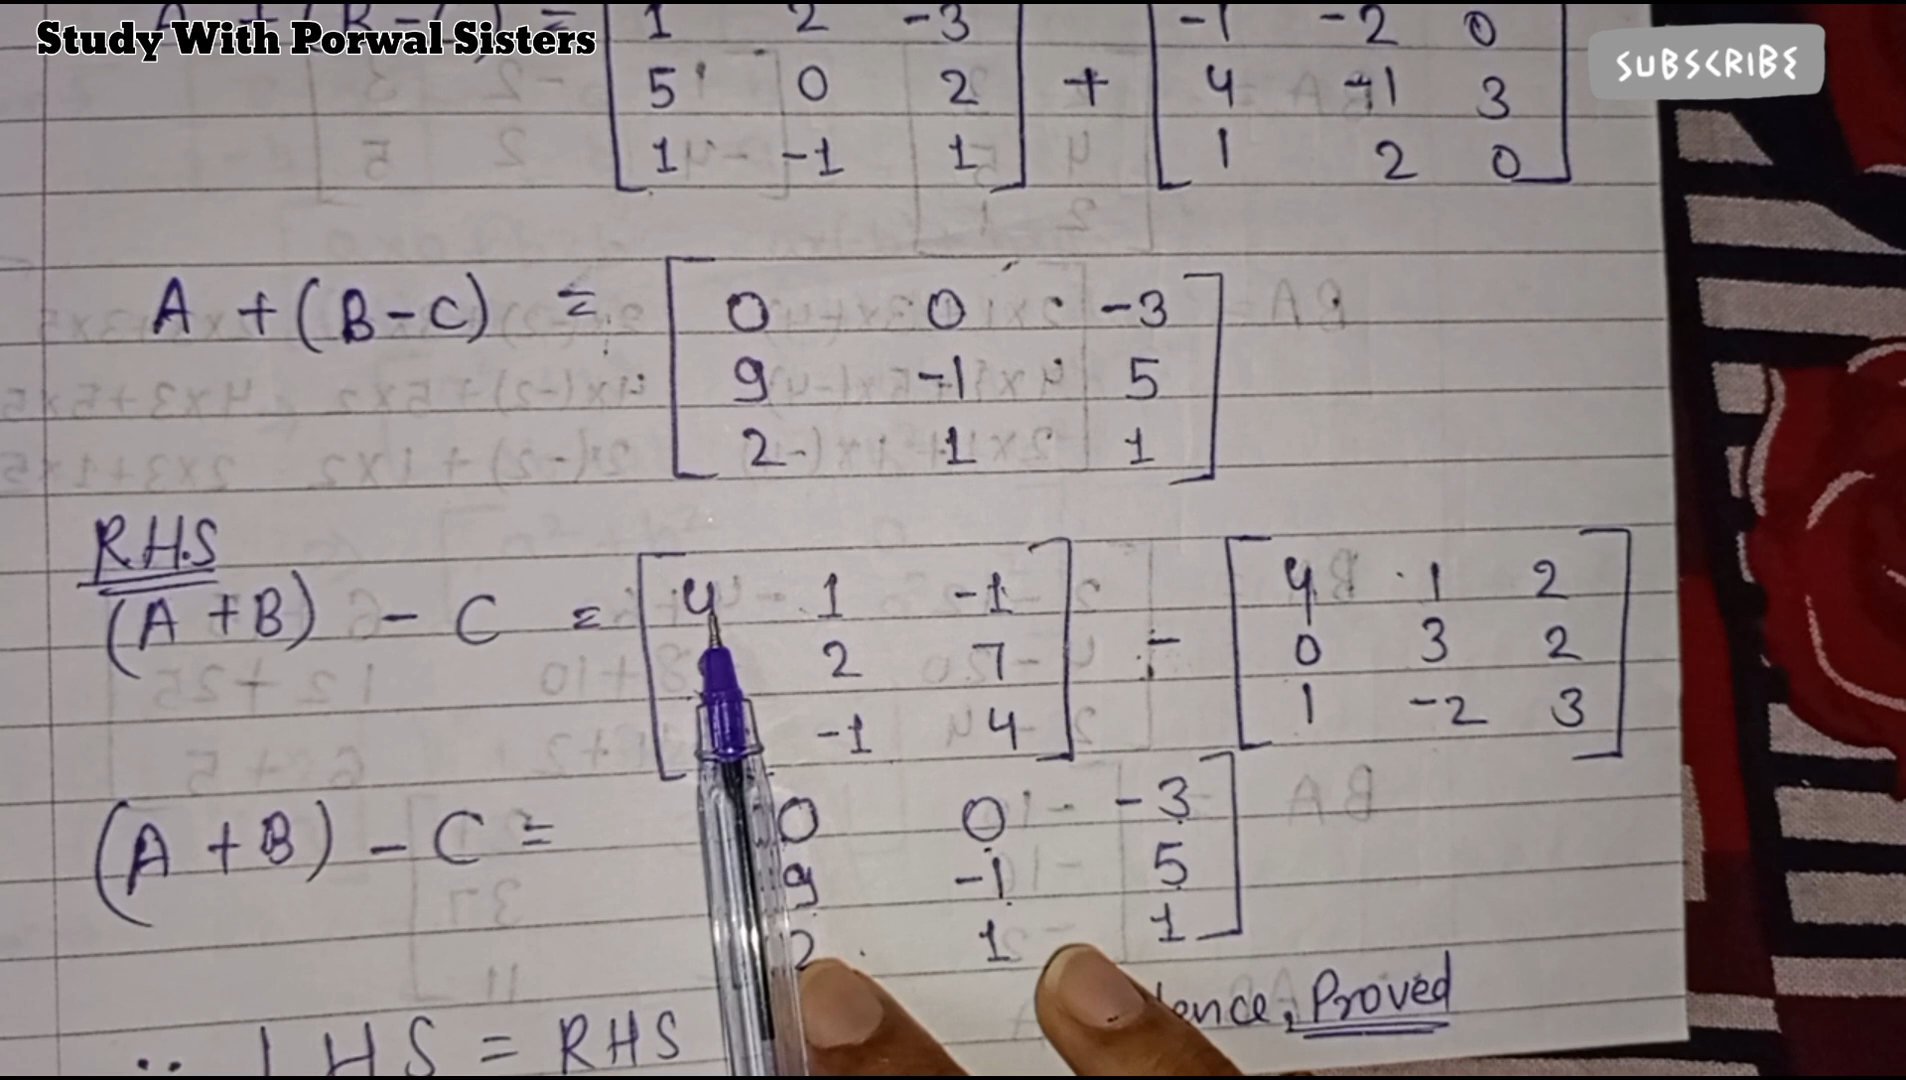 Study With Porwal Sisters
SUBSCRIBE
A + (B - C) = [ 1 2 -3 ] + [ -1 -2 0 ]
5 0 2 4 -1 3
1 -1 1 1 2 0
A + (B - C) = [ 0 0 -3 ]
9 -1 5
2 1 1
RHS
(A + B) - C = [ 4 1 -1 ] - [ 4 1 2 ]
2 7 0 3 2
-1 4 1 -2 3
(A + B) - C = 0 0 -3 ]
9 -1 5
2 1 1
Proved
∴ LHS = RHS